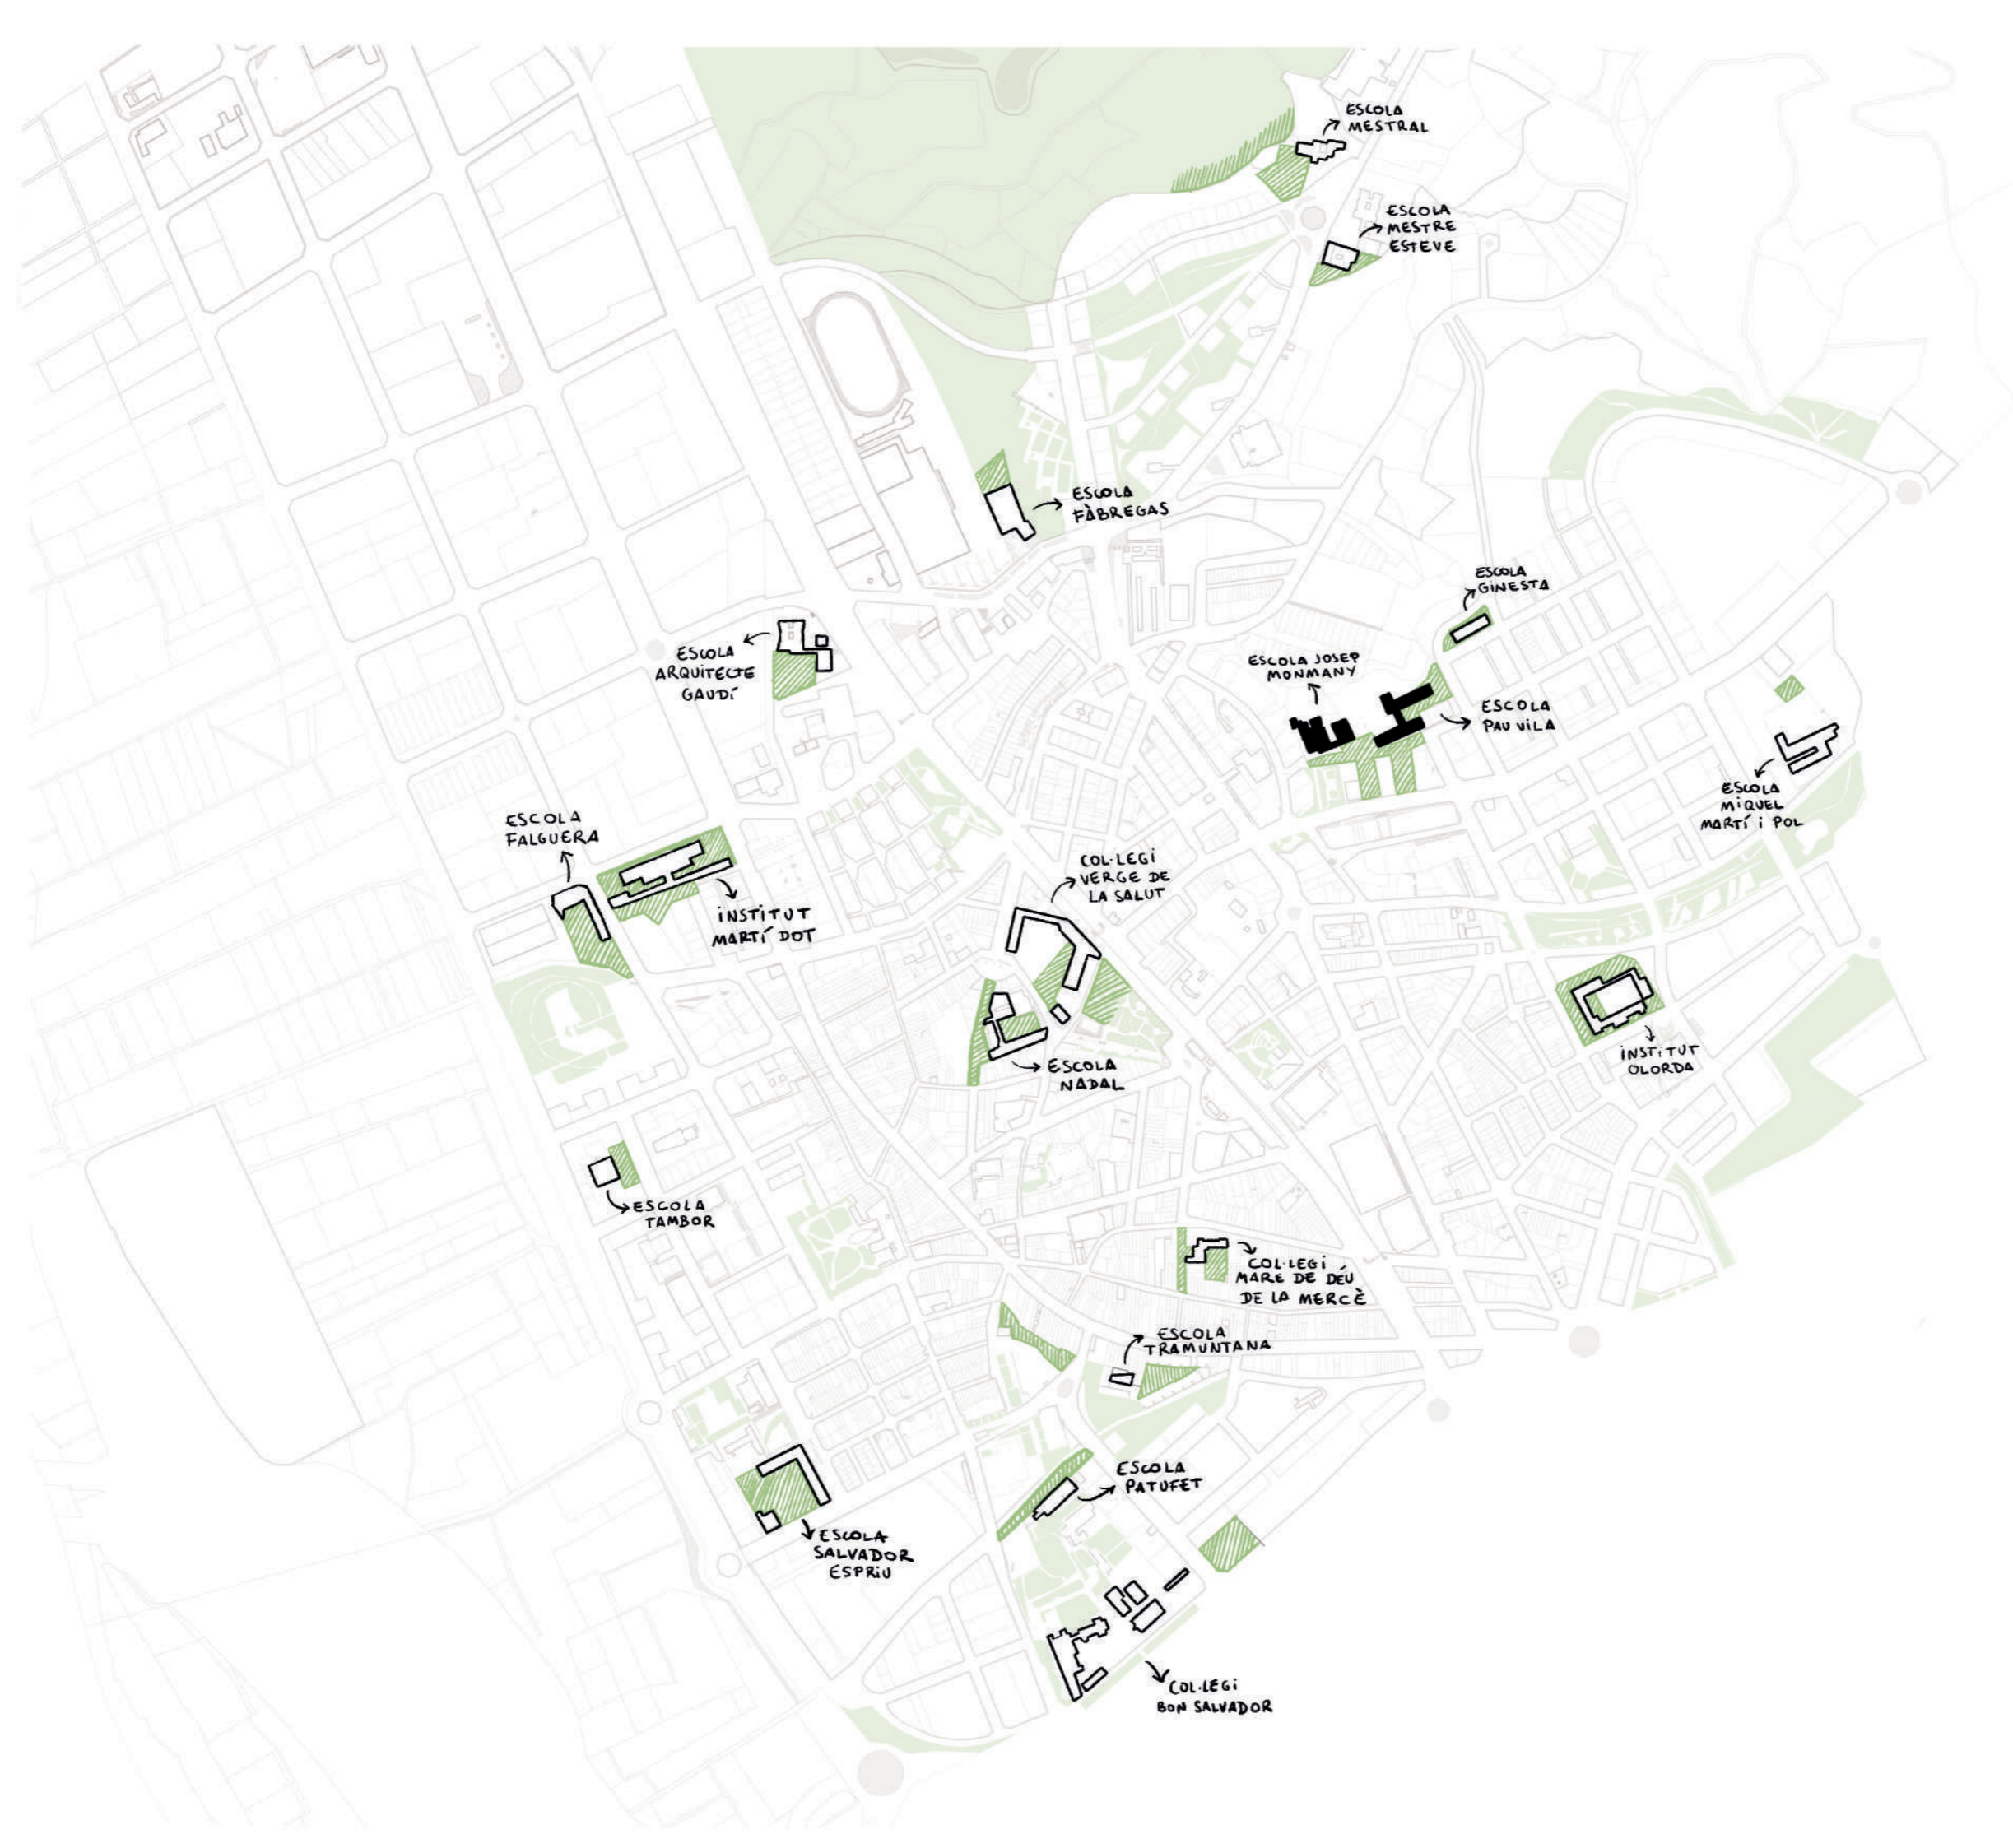 ESCOLA
MESTRAL
ESCOLA
MESTRE
ESTEVE
ESCOLA
FÀBREGAS
ESCOLA
GINESTA
ESCOLA
ARQUITECTE
GAUDÍ
ESCOLA JOSEP
MONMANY
ESCOLA
PAU VILA
ESCOLA
MIQUEL
MARTÍ I POL
ESCOLA
FALGUERA
INSTITUT
MARTÍ DOT
COL·LEGI
VERGE DE
LA SALUT
ESCOLA
NADAL
INSTITUT
OLORDA
ESCOLA
TAMBOR
COL·LEGI
MARE DE DÉU
DE LA MERCÈ
ESCOLA
TRAMUNTANA
ESCOLA
PATUFET
ESCOLA
SALVADOR
ESPRIU
COL·LEGI
BON SALVADOR